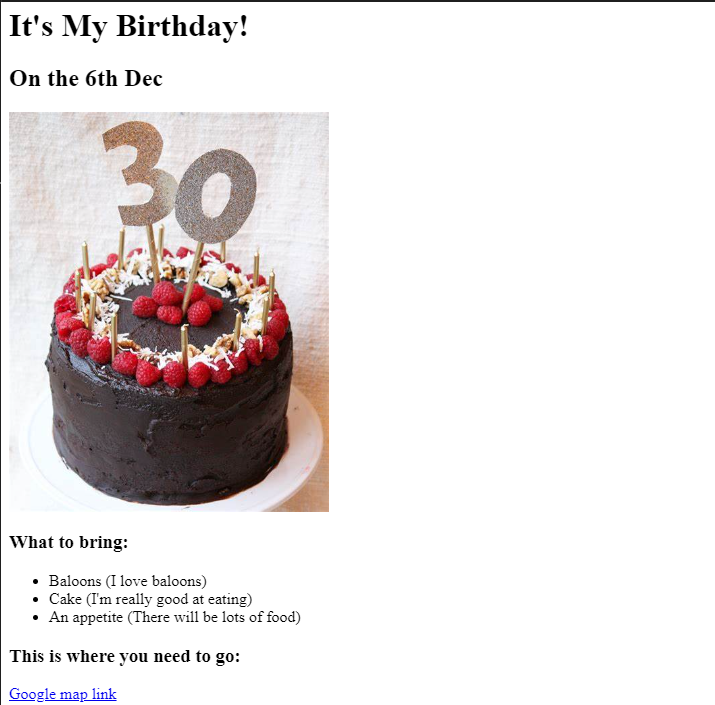 It's My Birthday!
On the 6th Dec
30
What to bring:
Baloons (I love baloons)
Cake (I'm really good at eating)
An appetite (There will be lots of food)
This is where you need to go:
Google map link